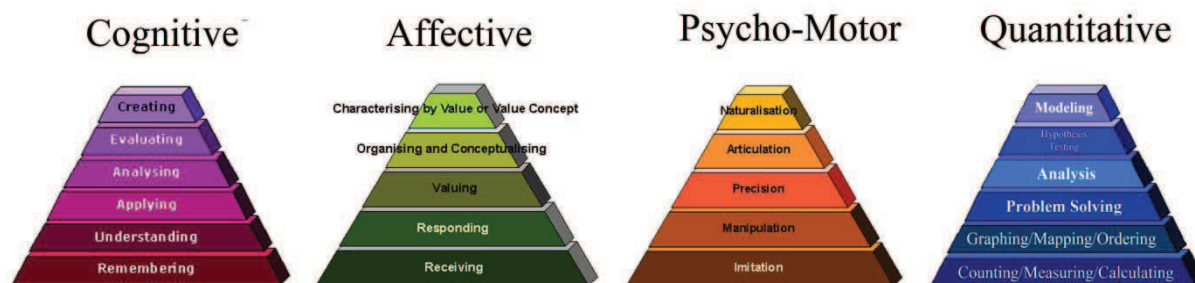 Cognitive
Creating
Evaluating
Analysing
Applying
Understanding
Remembering
Affective
Characterising by Value or Value Concept
Organising and Conceptualising
Valuing
Responding
Receiving
Psycho-Motor
Naturalisation
Articulation
Precision
Manipulation
Imitation
Quantitative
Modeling
Hypothesis
Testing
Analysis
Problem Solving
Graphing/Mapping/Ordering
Counting/Measuring/Calculating